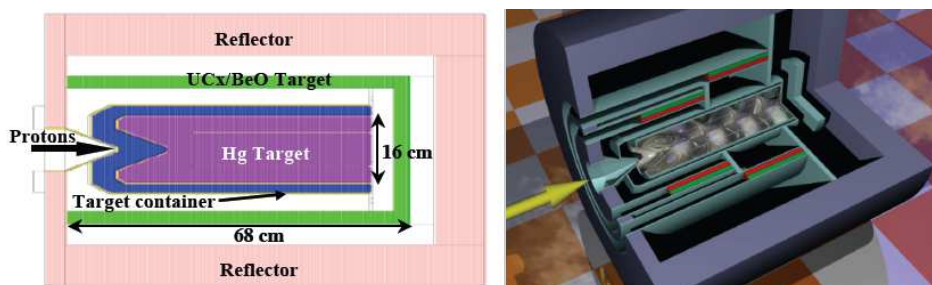 Reflector
UCx/BeO Target
Protons
Hg Target
16 cm
Target container
68 cm
Reflector